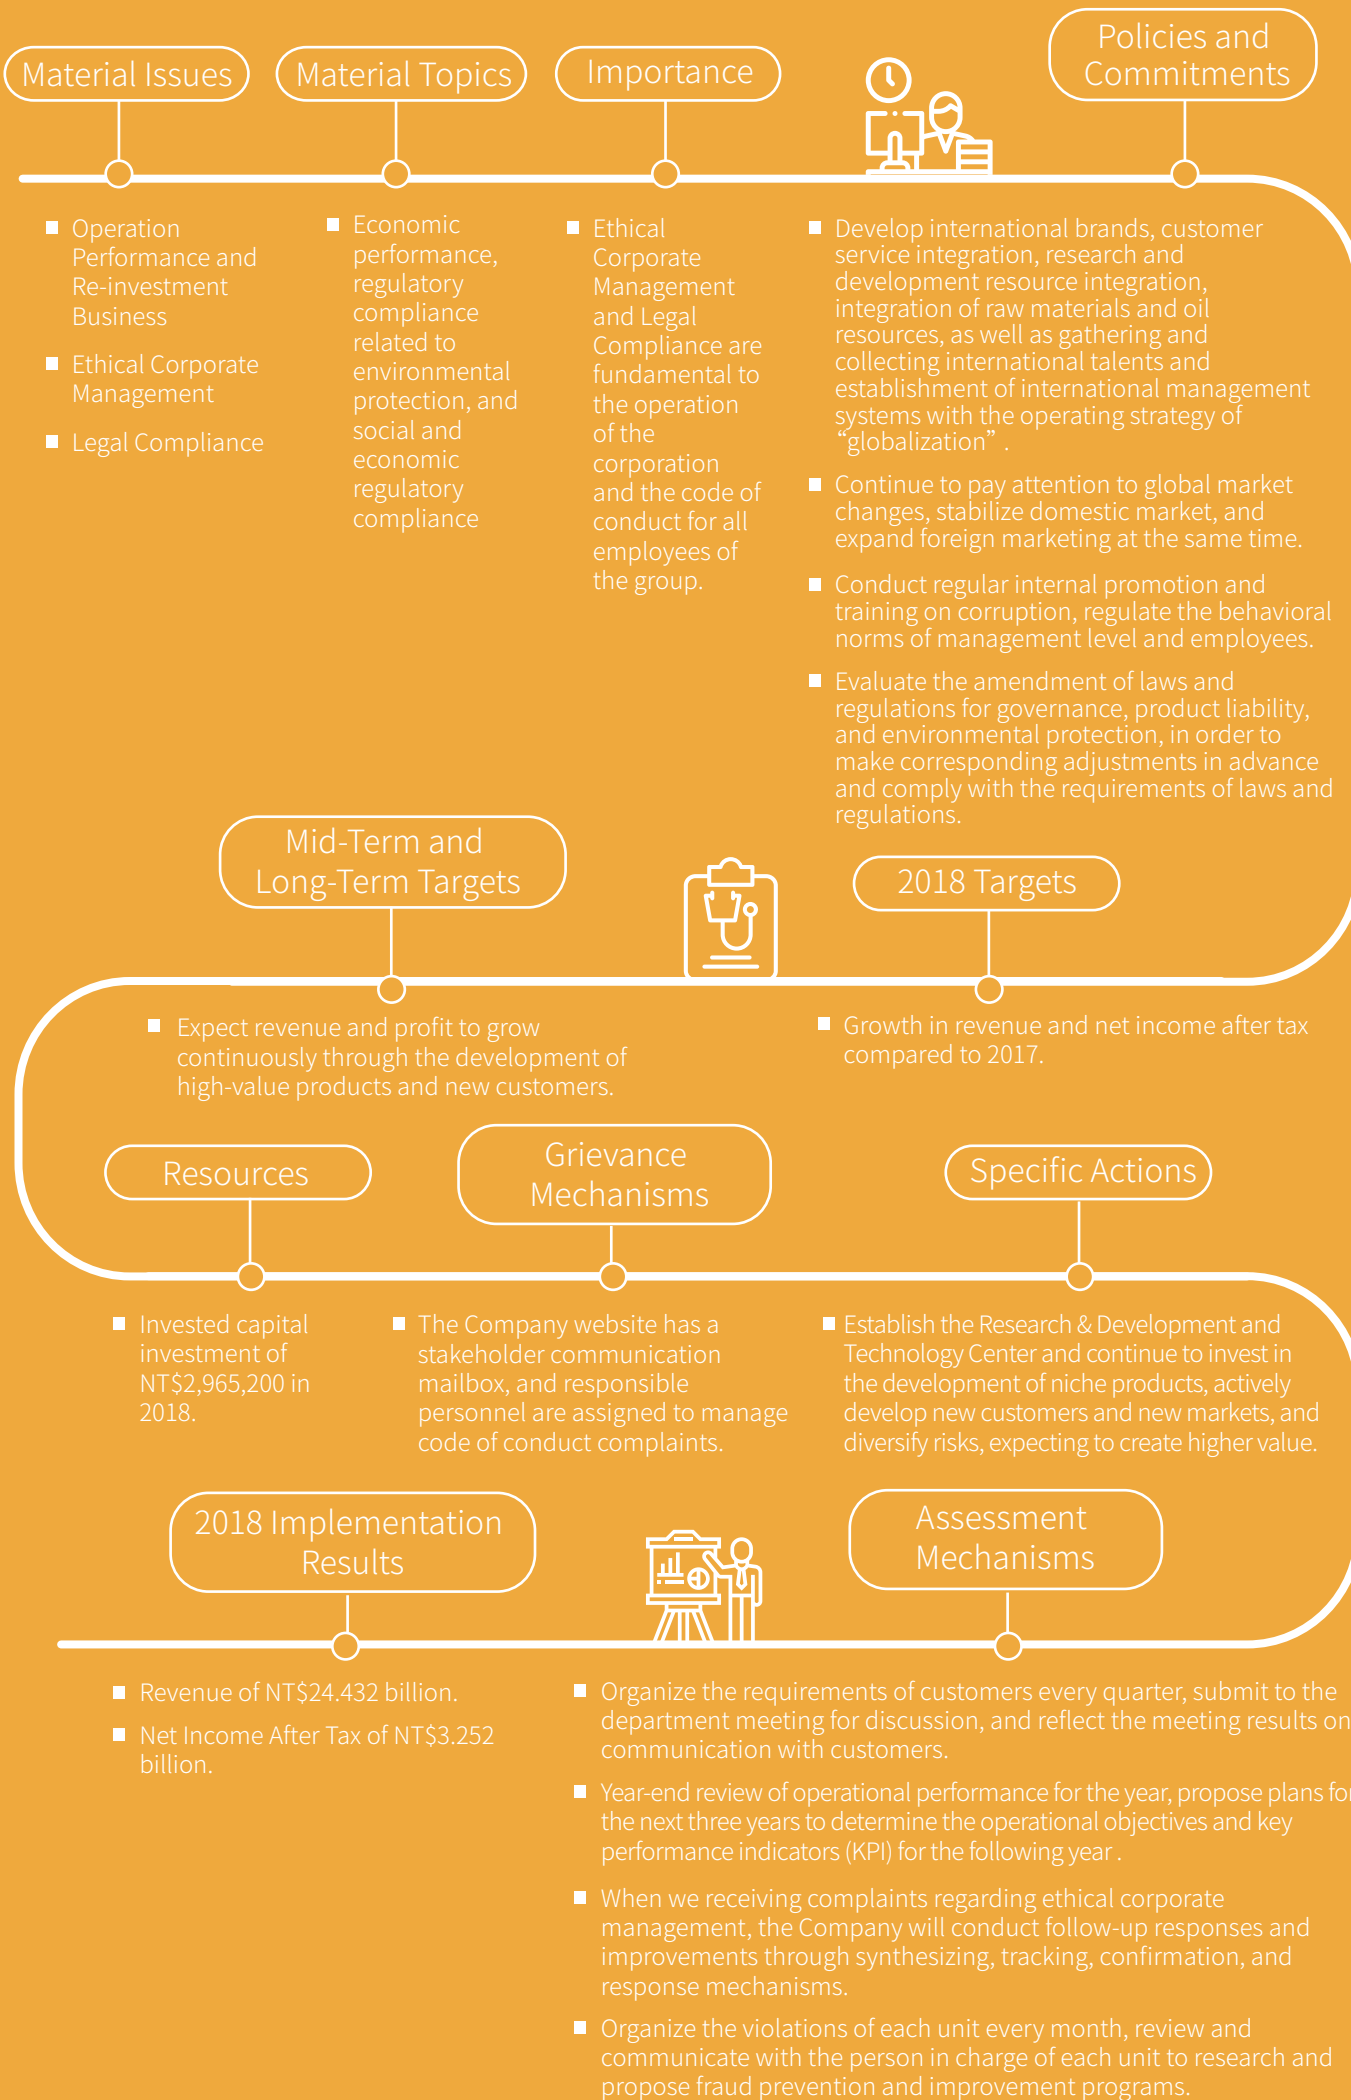 Material Issues
Operation
Performance and
Re-investment
Business
Ethical Corporate
Management
Legal Compliance
Material Topics
Economic
performance,
regulatory
compliance
related to
environmental
protection, and
social and
economic
regulatory
compliance
Importance
Ethical
Corporate
Management
and Legal
Compliance are
fundamental to
the operation
of the
corporation
and the code of
conduct for all
employees of
the group.
Policies and
Commitments
Develop international brands, customer
service integration, research and
development resource integration,
integration of raw materials and oil
resources, as well as gathering and
collecting international talents and
establishment of international management
systems with the operating strategy of
“globalization”.
Continue to pay attention to global market
changes, stabilize domestic market, and
expand foreign marketing at the same time.
Conduct regular internal promotion and
training on corruption, regulate the behavioral
norms of management level and employees.
Evaluate the amendment of laws and
regulations for governance, product liability,
and environmental protection, in order to
make corresponding adjustments in advance
and comply with the requirements of laws and
regulations.
2018 Targets
Growth in revenue and net income after tax
compared to 2017.
Mid-Term and
Long-Term Targets
Expect revenue and profit to grow
continuously through the development of
high-value products and new customers.
Resources
Invested capital
investment of
NT$2,965,200 in
2018.
Grievance
Mechanisms
The Company website has a
stakeholder communication
mailbox, and responsible
personnel are assigned to manage
code of conduct complaints.
Specific Actions
Establish the Research & Development and
Technology Center and continue to invest in
the development of niche products, actively
develop new customers and new markets, and
diversify risks, expecting to create higher value.
Assessment
Mechanisms
Organize the requirements of customers every quarter, submit to the
department meeting for discussion, and reflect the meeting results on
communication with customers.
Year-end review of operational performance for the year, propose plans for
the next three years to determine the operational objectives and key
performance indicators (KPI) for the following year .
When we receiving complaints regarding ethical corporate
management, the Company will conduct follow-up responses and
improvements through synthesizing, tracking, confirmation, and
response mechanisms.
Organize the violations of each unit every month, review and
communicate with the person in charge of each unit to research and
propose fraud prevention and improvement programs.
2018 Implementation
Results
Revenue of NT$24.432 billion.
Net Income After Tax of NT$3.252
billion.